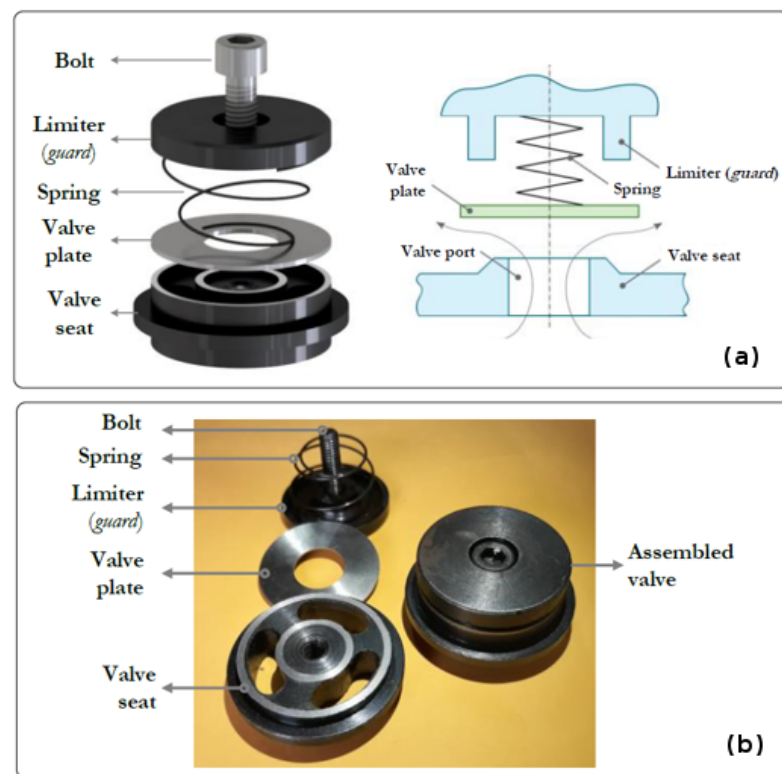 Bolt
Limiter
(guard)
Spring
Valve
plate
Valve
seat
Valve
plate
Spring
Limiter (guard)
Valve port
Valve seat
(a)
Bolt
Spring
Limiter
(guard)
Valve
plate
Valve
seat
Assembled
valve
(b)